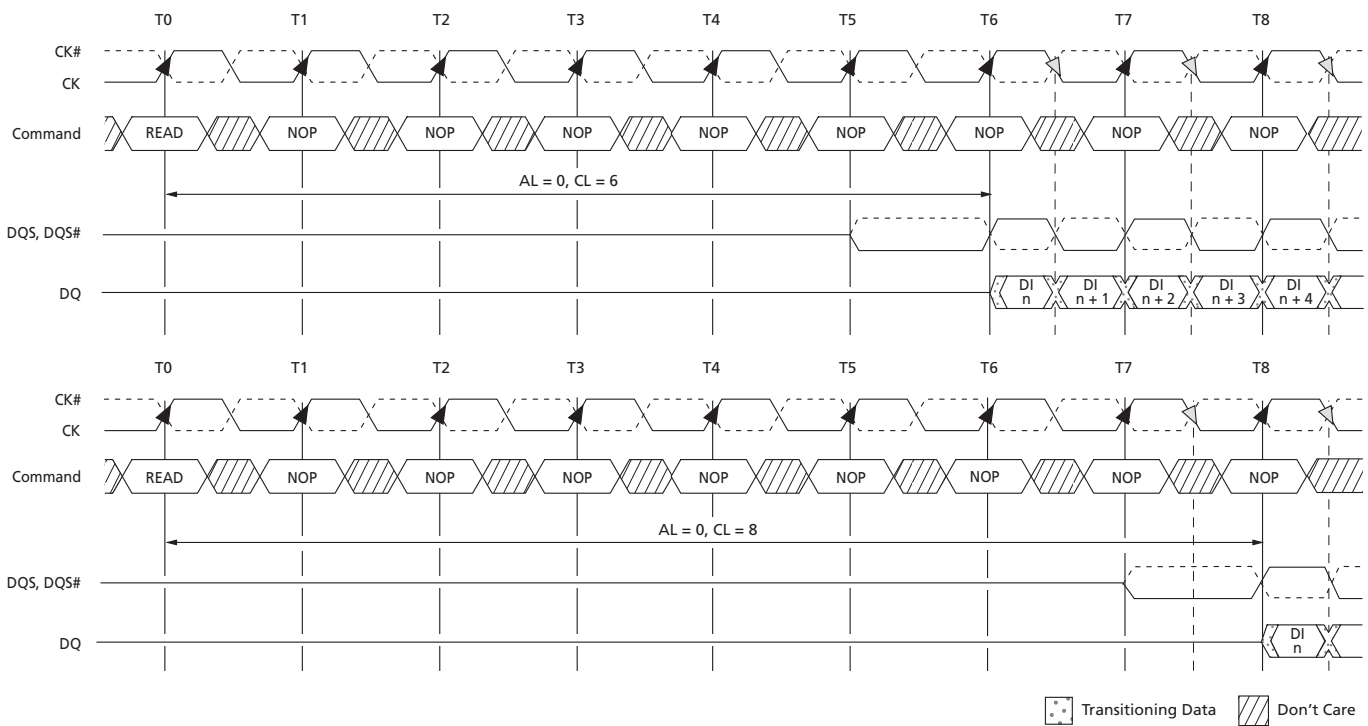 T0 T1 T2 T3 T4 T5 T6 T7 T8
CK#
CK
Command READ NOP NOP NOP NOP NOP NOP NOP NOP
AL = 0, CL = 6
DQS, DQS#
DQ DI n DI n + 1 DI n + 2 DI n + 3 DI n + 4
T0 T1 T2 T3 T4 T5 T6 T7 T8
CK#
CK
Command READ NOP NOP NOP NOP NOP NOP NOP NOP
AL = 0, CL = 8
DQS, DQS#
DQ DI n
Transitioning Data Don't Care